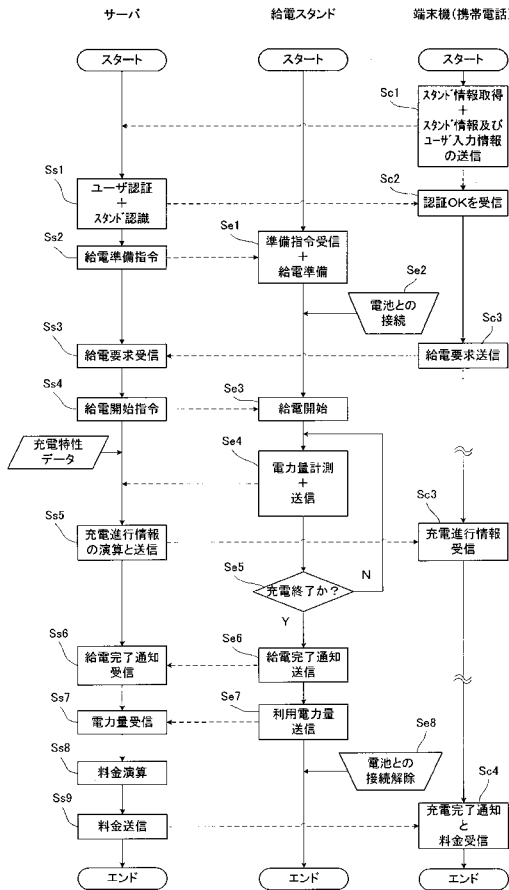 サーバ
給電スタンド
端末機(携帯電話)
スタート
スタート
スタート
Sc1
スタンド情報取得
+
スタンド情報及び
ユーザ入力情報
の送信
Ss1
ユーザ認証
+
スタンド認識
Sc2
認証OKを受信
Ss2
給電準備指令
Se1
準備指令受信
+
給電準備
Se2
電池との
接続
Ss3
給電要求受信
Sc3
給電要求送信
Ss4
給電開始指令
Se3
給電開始
充電特性
データ
Se4
電力量計測
+
送信
Ss5
充電進行情報
の演算と送信
Sc3
充電進行情報
受信
Se5
充電終了か?
N
Y
Ss6
給電完了通知
受信
Se6
給電完了通知
送信
Ss7
電力量受信
Se7
利用電力量
送信
Ss8
料金演算
Se8
電池との
接続解除
Ss9
料金送信
Sc4
充電完了通知
と
料金受信
エンド
エンド
エンド